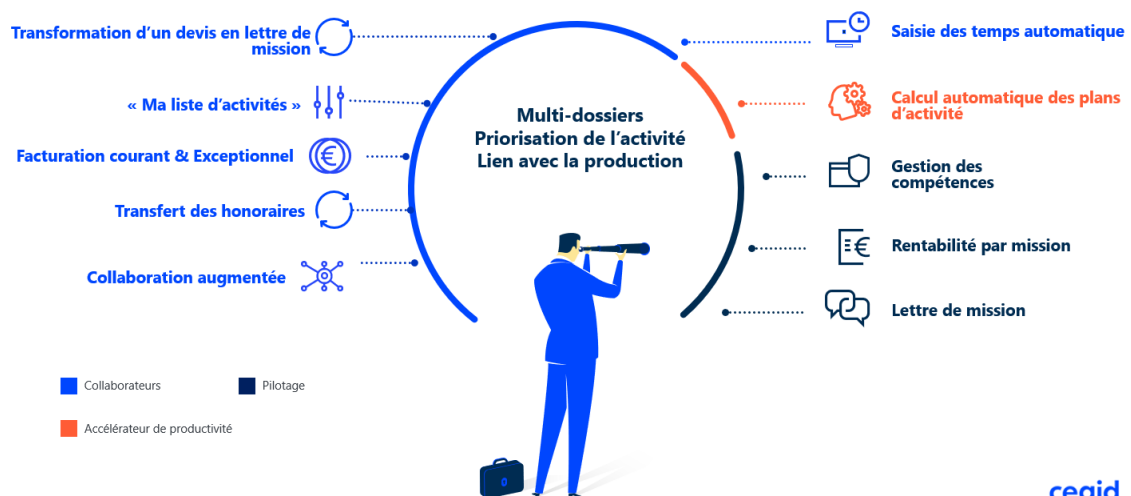 Transformation d’un devis en lettre de
mission
« Ma liste d’activités »
Facturation courant & Exceptionnel
Transfert des honoraires
Collaboration augmentée
Multi-dossiers
Priorisation de l’activité
Lien avec la production
Saisie des temps automatique
Calcul automatique des plans
d’activité
Gestion des
compétences
Rentabilité par mission
Lettre de mission
Collaborateurs
Pilotage
Accélérateur de productivité
cegid